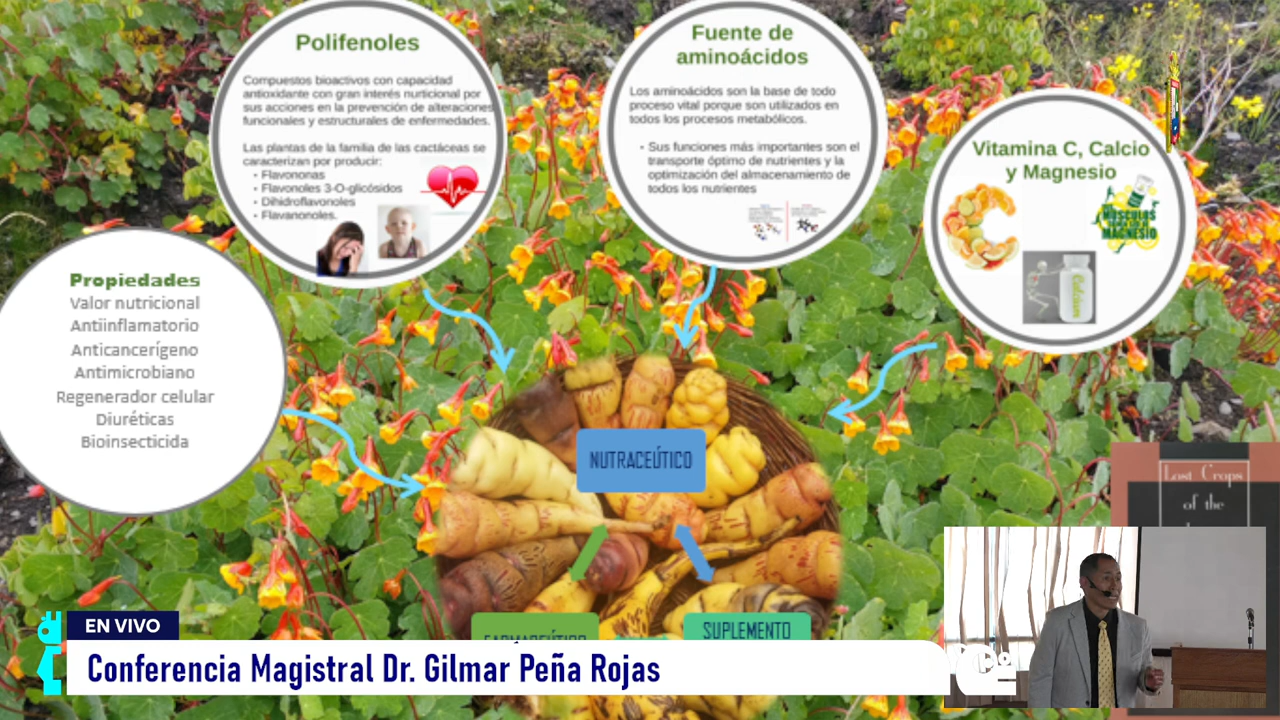 Polifenoles
Compuestos bioactivos con capacidad
antioxidante con gran interés nurticional por
sus acciones en la prevención de alteraciones
funcionales y estructurales de enfermedades.
Las plantas de la familia de las cactáceas se
caracterizan por producir:
• Flavononas
• Flavonoles 3-O-glicósidos
• Dihidroflavonoles
• Flavanonoles.
Fuente de
aminoácidos
Los aminoácidos son la base de todo
proceso vital porque son utilizados en
todos los procesos metabólicos.
• Sus funciones más importantes son el
transporte óptimo de nutrientes y la
optimización del almacenamiento de
todos los nutrientes
Vitamina C, Calcio
y Magnesio
MÚSCULOS
MAGNESIO
Calcium
Propiedades
Valor nutricional
Antiinflamatorio
Anticancerígeno
Antimicrobiano
Regenerador celular
Diuréticas
Bioinsecticida
NUTRACEÚTICO
FARMACEÚTICO
SUPLEMENTO
Lost Crops
of the
EN VIVO
Conferencia Magistral Dr. Gilmar Peña Rojas